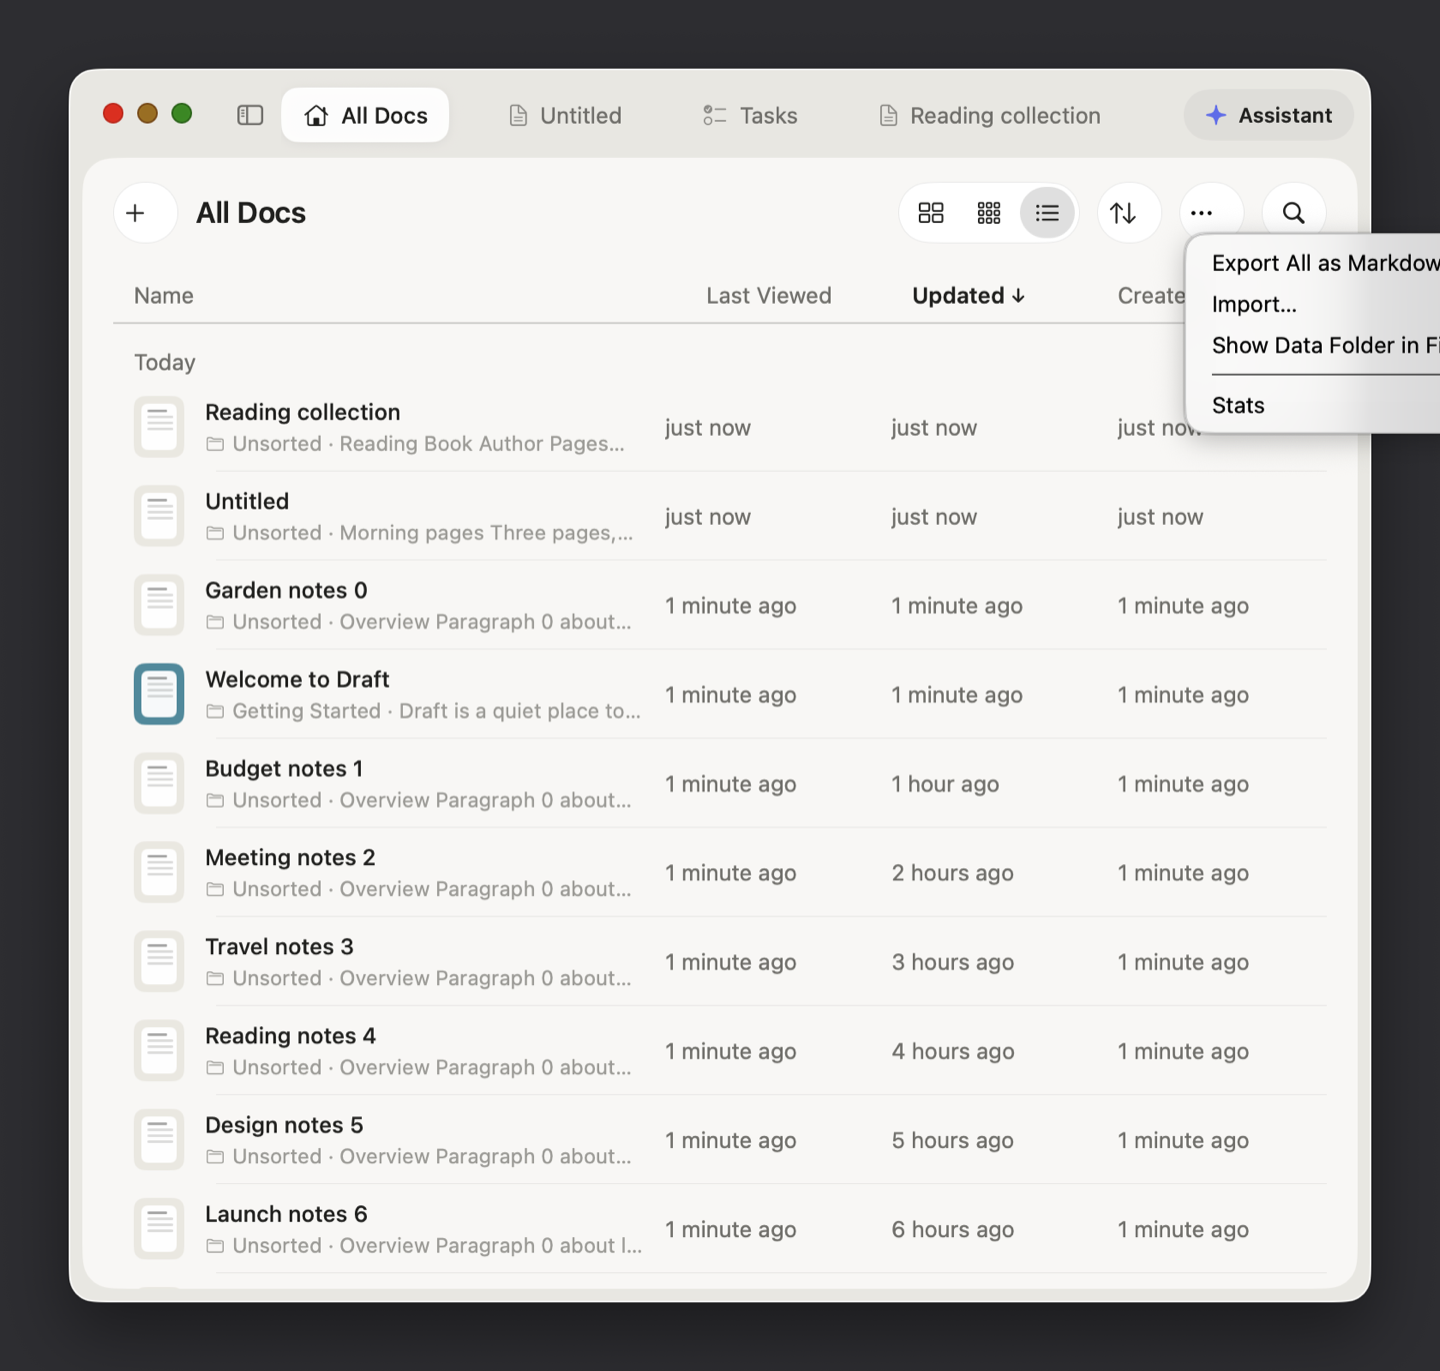 All Docs
Untitled
Tasks
Reading collection
Assistant
All Docs
Name
Last Viewed
Updated
Export All as
Import...
Show Data Folder in
Stats
Today
Reading collection
Unsorted · Reading Book Author Pages...
just now
just now
just
Untitled
Unsorted · Morning pages Three pages,...
just now
just now
just now
Garden notes 0
Unsorted · Overview Paragraph 0 about...
1 minute ago
1 minute ago
1 minute ago
Welcome to Draft
Getting Started · Draft is a quiet place to...
1 minute ago
1 minute ago
1 minute ago
Budget notes 1
Unsorted · Overview Paragraph 0 about...
1 minute ago
1 hour ago
1 minute ago
Meeting notes 2
Unsorted · Overview Paragraph 0 about...
1 minute ago
2 hours ago
1 minute ago
Travel notes 3
Unsorted · Overview Paragraph 0 about...
1 minute ago
3 hours ago
1 minute ago
Reading notes 4
Unsorted · Overview Paragraph 0 about...
1 minute ago
4 hours ago
1 minute ago
Design notes 5
Unsorted · Overview Paragraph 0 about...
1 minute ago
5 hours ago
1 minute ago
Launch notes 6
Unsorted · Overview Paragraph 0 about l...
1 minute ago
6 hours ago
1 minute ago